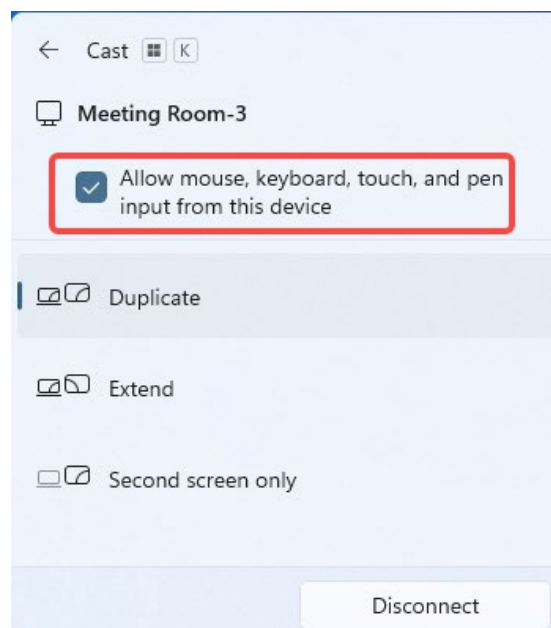 Cast K
Meeting Room-3
Allow mouse, keyboard, touch, and pen
input from this device
Duplicate
Extend
Second screen only
Disconnect